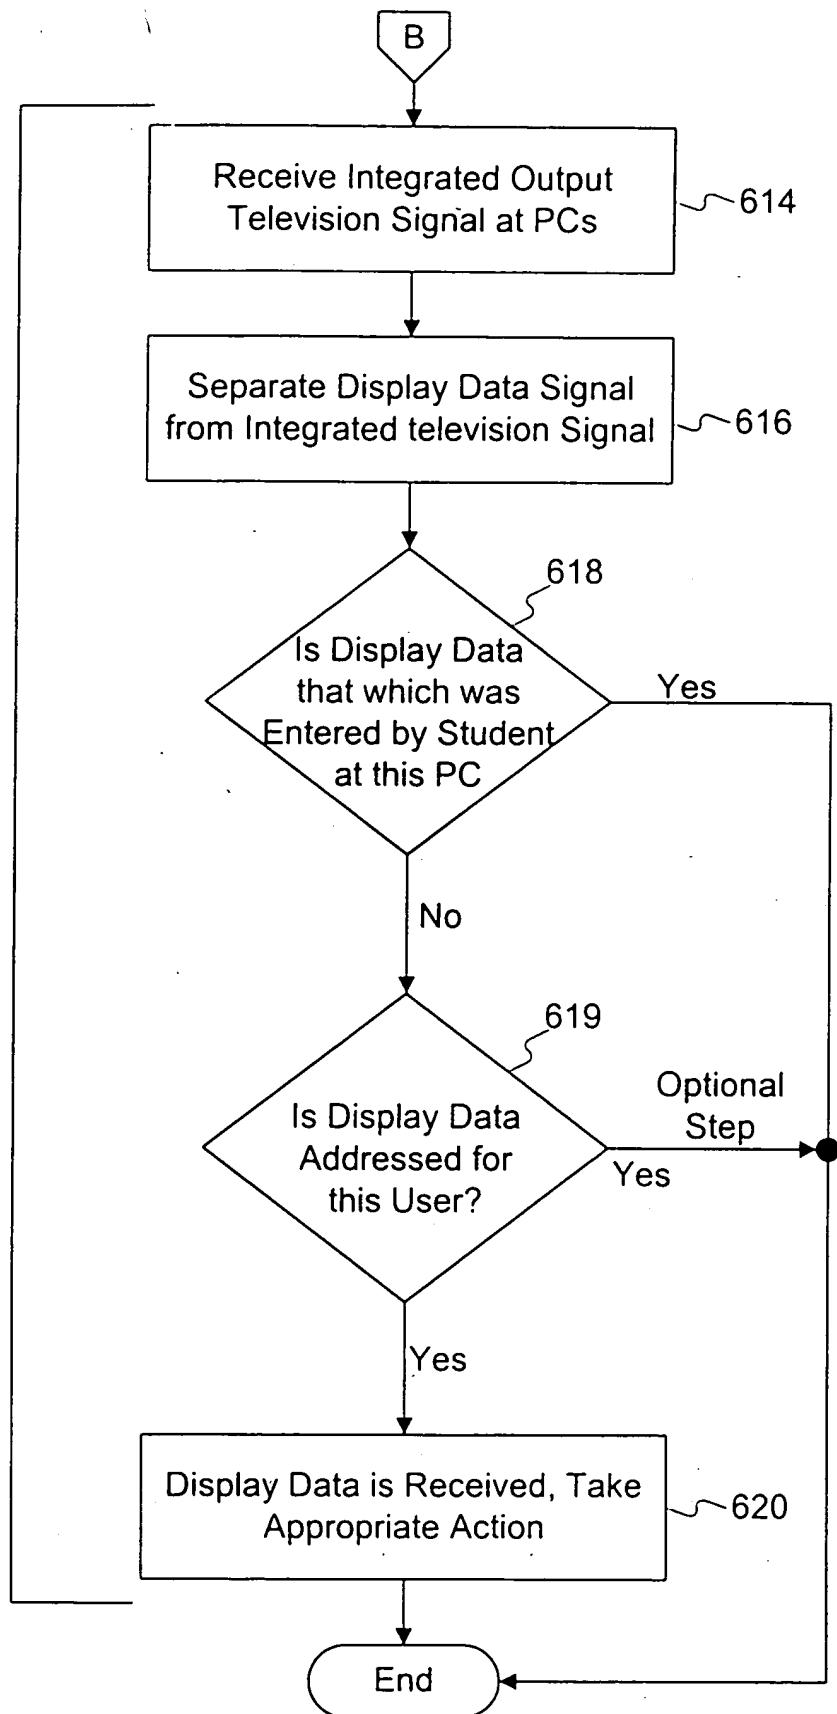 B
Receive Integrated Output
Television Signal at PCs
614
Separate Display Data Signal
from Integrated television Signal
616
618
Is Display Data
that which was
Entered by Student
at this PC
Yes
No
619
Is Display Data
Addressed for
this User?
Optional
Step
Yes
Yes
Display Data is Received, Take
Appropriate Action
620
End